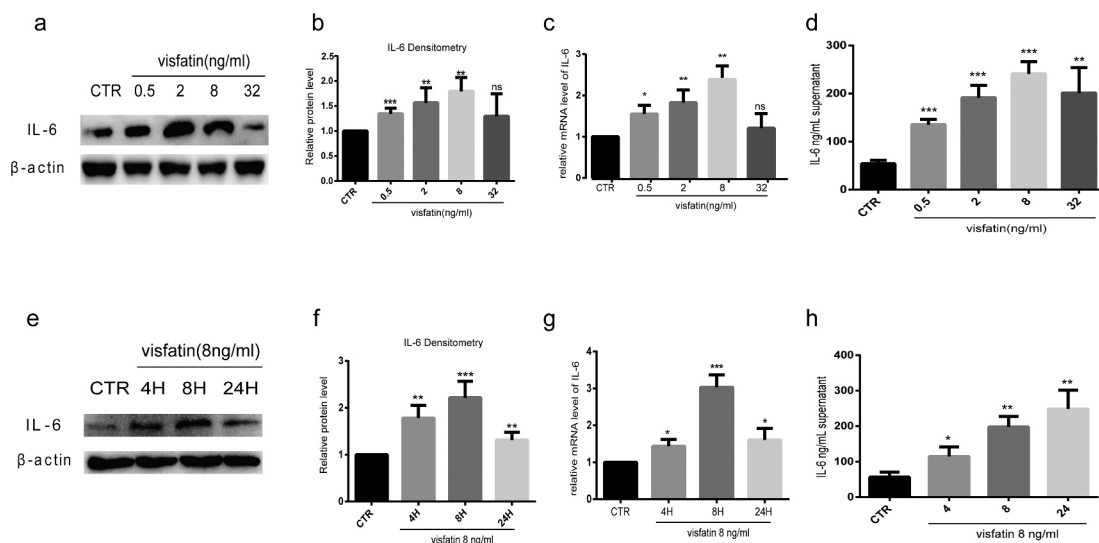 a
visfatin(ng/ml)
CTR 0.5 2 8 32
IL-6
β-actin
b
IL-6 Densitometry
Relative protein level
2.5
2.0
1.5
1.0
0.5
0.0
*** ** ** ns
CTR 0.5 2 8 32
visfatin(ng/ml)
c
relative mRNA level of IL-6
3
2
1
0
* ** ** ns
CTR 0.5 2 8 32
visfatin(ng/ml)
d
IL-6 ng/mL supernatant
300
200
100
0
*** *** *** **
CTR 0.5 2 8 32
visfatin(ng/ml)
e
visfatin(8ng/ml)
CTR 4H 8H 24H
IL-6
β-actin
f
IL-6 Densitometry
Relative protein level
3
2
1
0
** *** **
CTR 4H 8H 24H
visfatin 8 ng/ml
g
relative mRNA level of IL-6
4
3
2
1
0
* *** *
CTR 4H 8H 24H
visfatin 8 ng/ml
h
IL-6 ng/mL supernatant
400
300
200
100
0
* ** **
CTR 4 8 24
visfatin 8 ng/ml